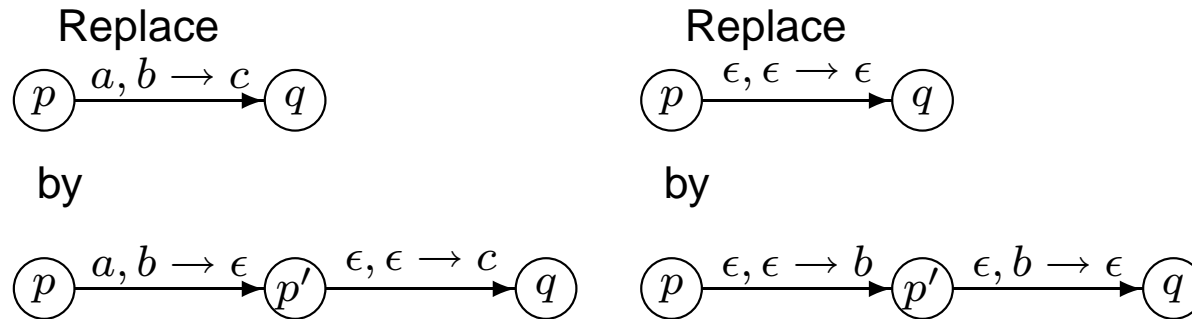 Replace
a, b → c
p q
by
a, b → ϵ ϵ, ϵ → c
p p′ q
Replace
ϵ, ϵ → ϵ
p q
by
ϵ, ϵ → b ϵ, b → ϵ
p p′ q